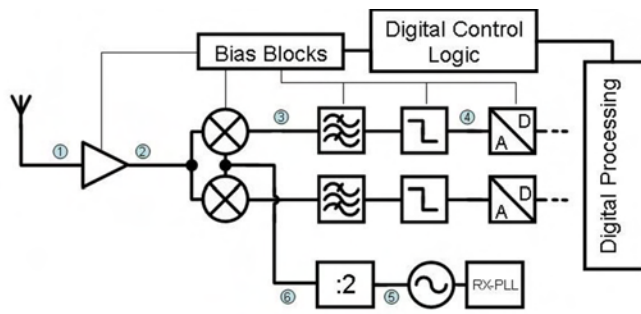 Bias Blocks
Digital Control
Logic
1
2
3
4
D
A
D
A
Digital Processing
6
:2
5
RX-PLL